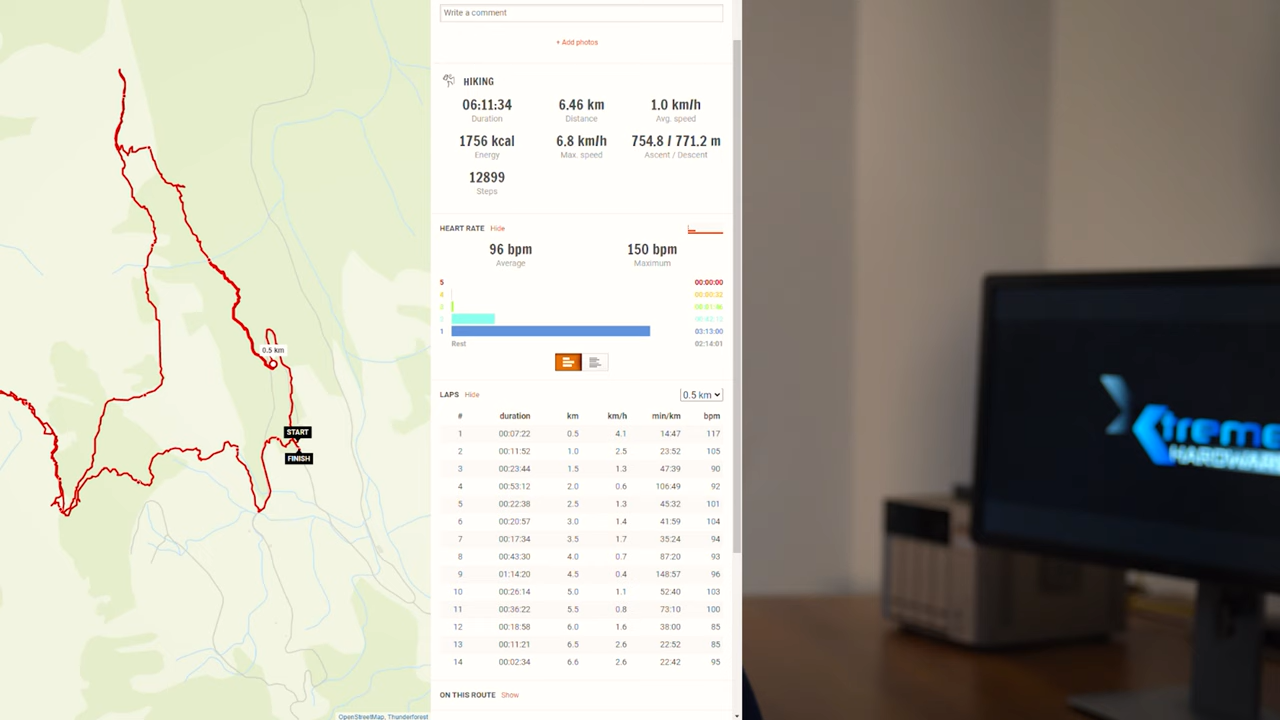 Write a comment
+ Add photos
HIKING
06:11:34 6.46 km 1.0 km/h
Duration Distance Avg. speed
1756 kcal 6.8 km/h 754.8 / 771.2 m
Energy Max. speed Ascent / Descent
12899
Steps
HEART RATE Hide
96 bpm 150 bpm
Average Maximum
5 00:00:00
4 00:00:32
1 03:13:00
Rest 02:14:01
0.5 km
START
FINISH
LAPS Hide 0.5 km
# duration km km/h min/km bpm
1 00:07:22 0.5 4.1 14:47 117
2 00:11:52 1.0 2.5 23:52 105
3 00:23:44 1.5 1.3 47:39 90
4 00:53:12 2.0 0.6 106:49 92
5 00:22:38 2.5 1.3 45:32 101
6 00:20:57 3.0 1.4 41:59 104
7 00:17:34 3.5 1.7 35:24 94
8 00:43:30 4.0 0.7 87:20 93
9 01:14:20 4.5 0.4 148:57 96
10 00:26:14 5.0 1.1 52:40 103
11 00:36:22 5.5 0.8 73:10 100
12 00:18:58 6.0 1.6 38:00 85
13 00:11:21 6.5 2.6 22:52 85
14 00:02:34 6.6 2.6 22:42 95
ON THIS ROUTE Show
OpenStreetMap, Thunderforest
Xtreme
HARDWARE